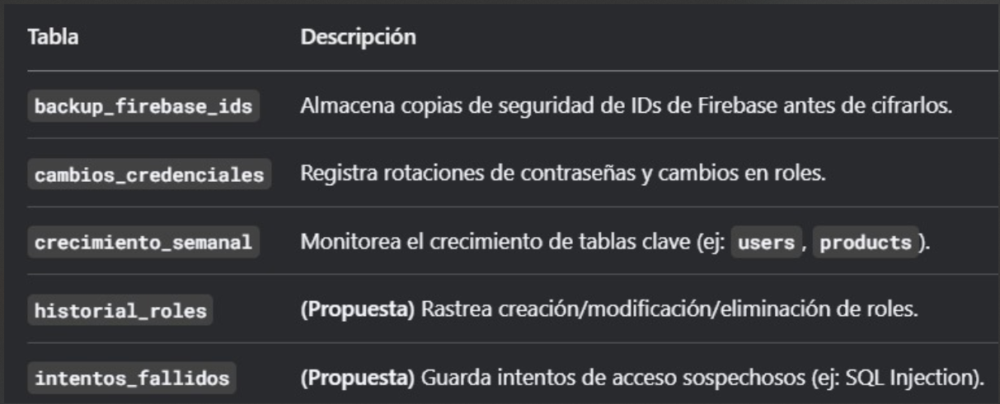 Tabla Descripción
backup_firebase_ids Almacena copias de seguridad de IDs de Firebase antes de cifrarlos.
cambios_credenciales Registra rotaciones de contraseñas y cambios en roles.
crecimiento_semanal Monitorea el crecimiento de tablas clave (ej: users, products).
historial_roles (Propuesta) Rastrea creación/modificación/eliminación de roles.
intentos_fallidos (Propuesta) Guarda intentos de acceso sospechosos (ej: SQL Injection).